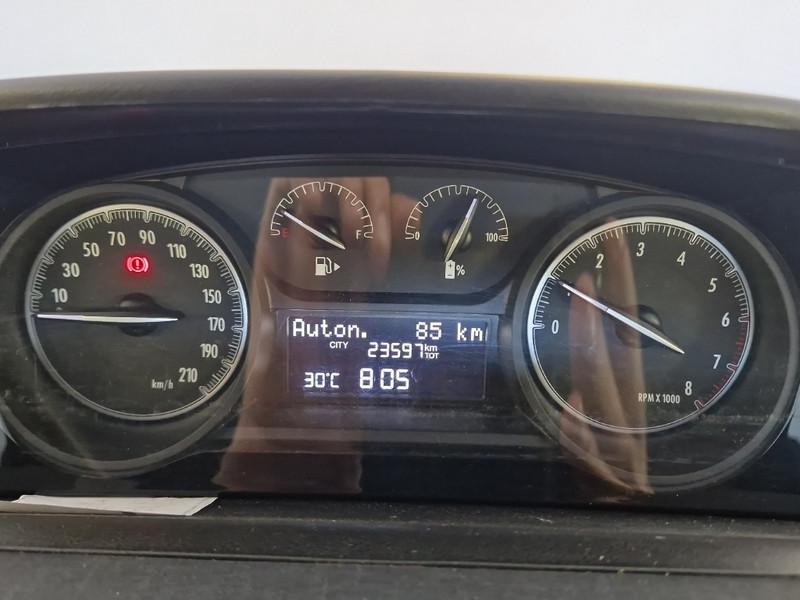 10 30 50 70 90 110 130 150 170 190 210
km/h
E F
0 100
%
Auton. 85 km
CITY 23597 km TOT
30°C 8:05
0 2 3 4 5 6 7 8
RPM X 1000